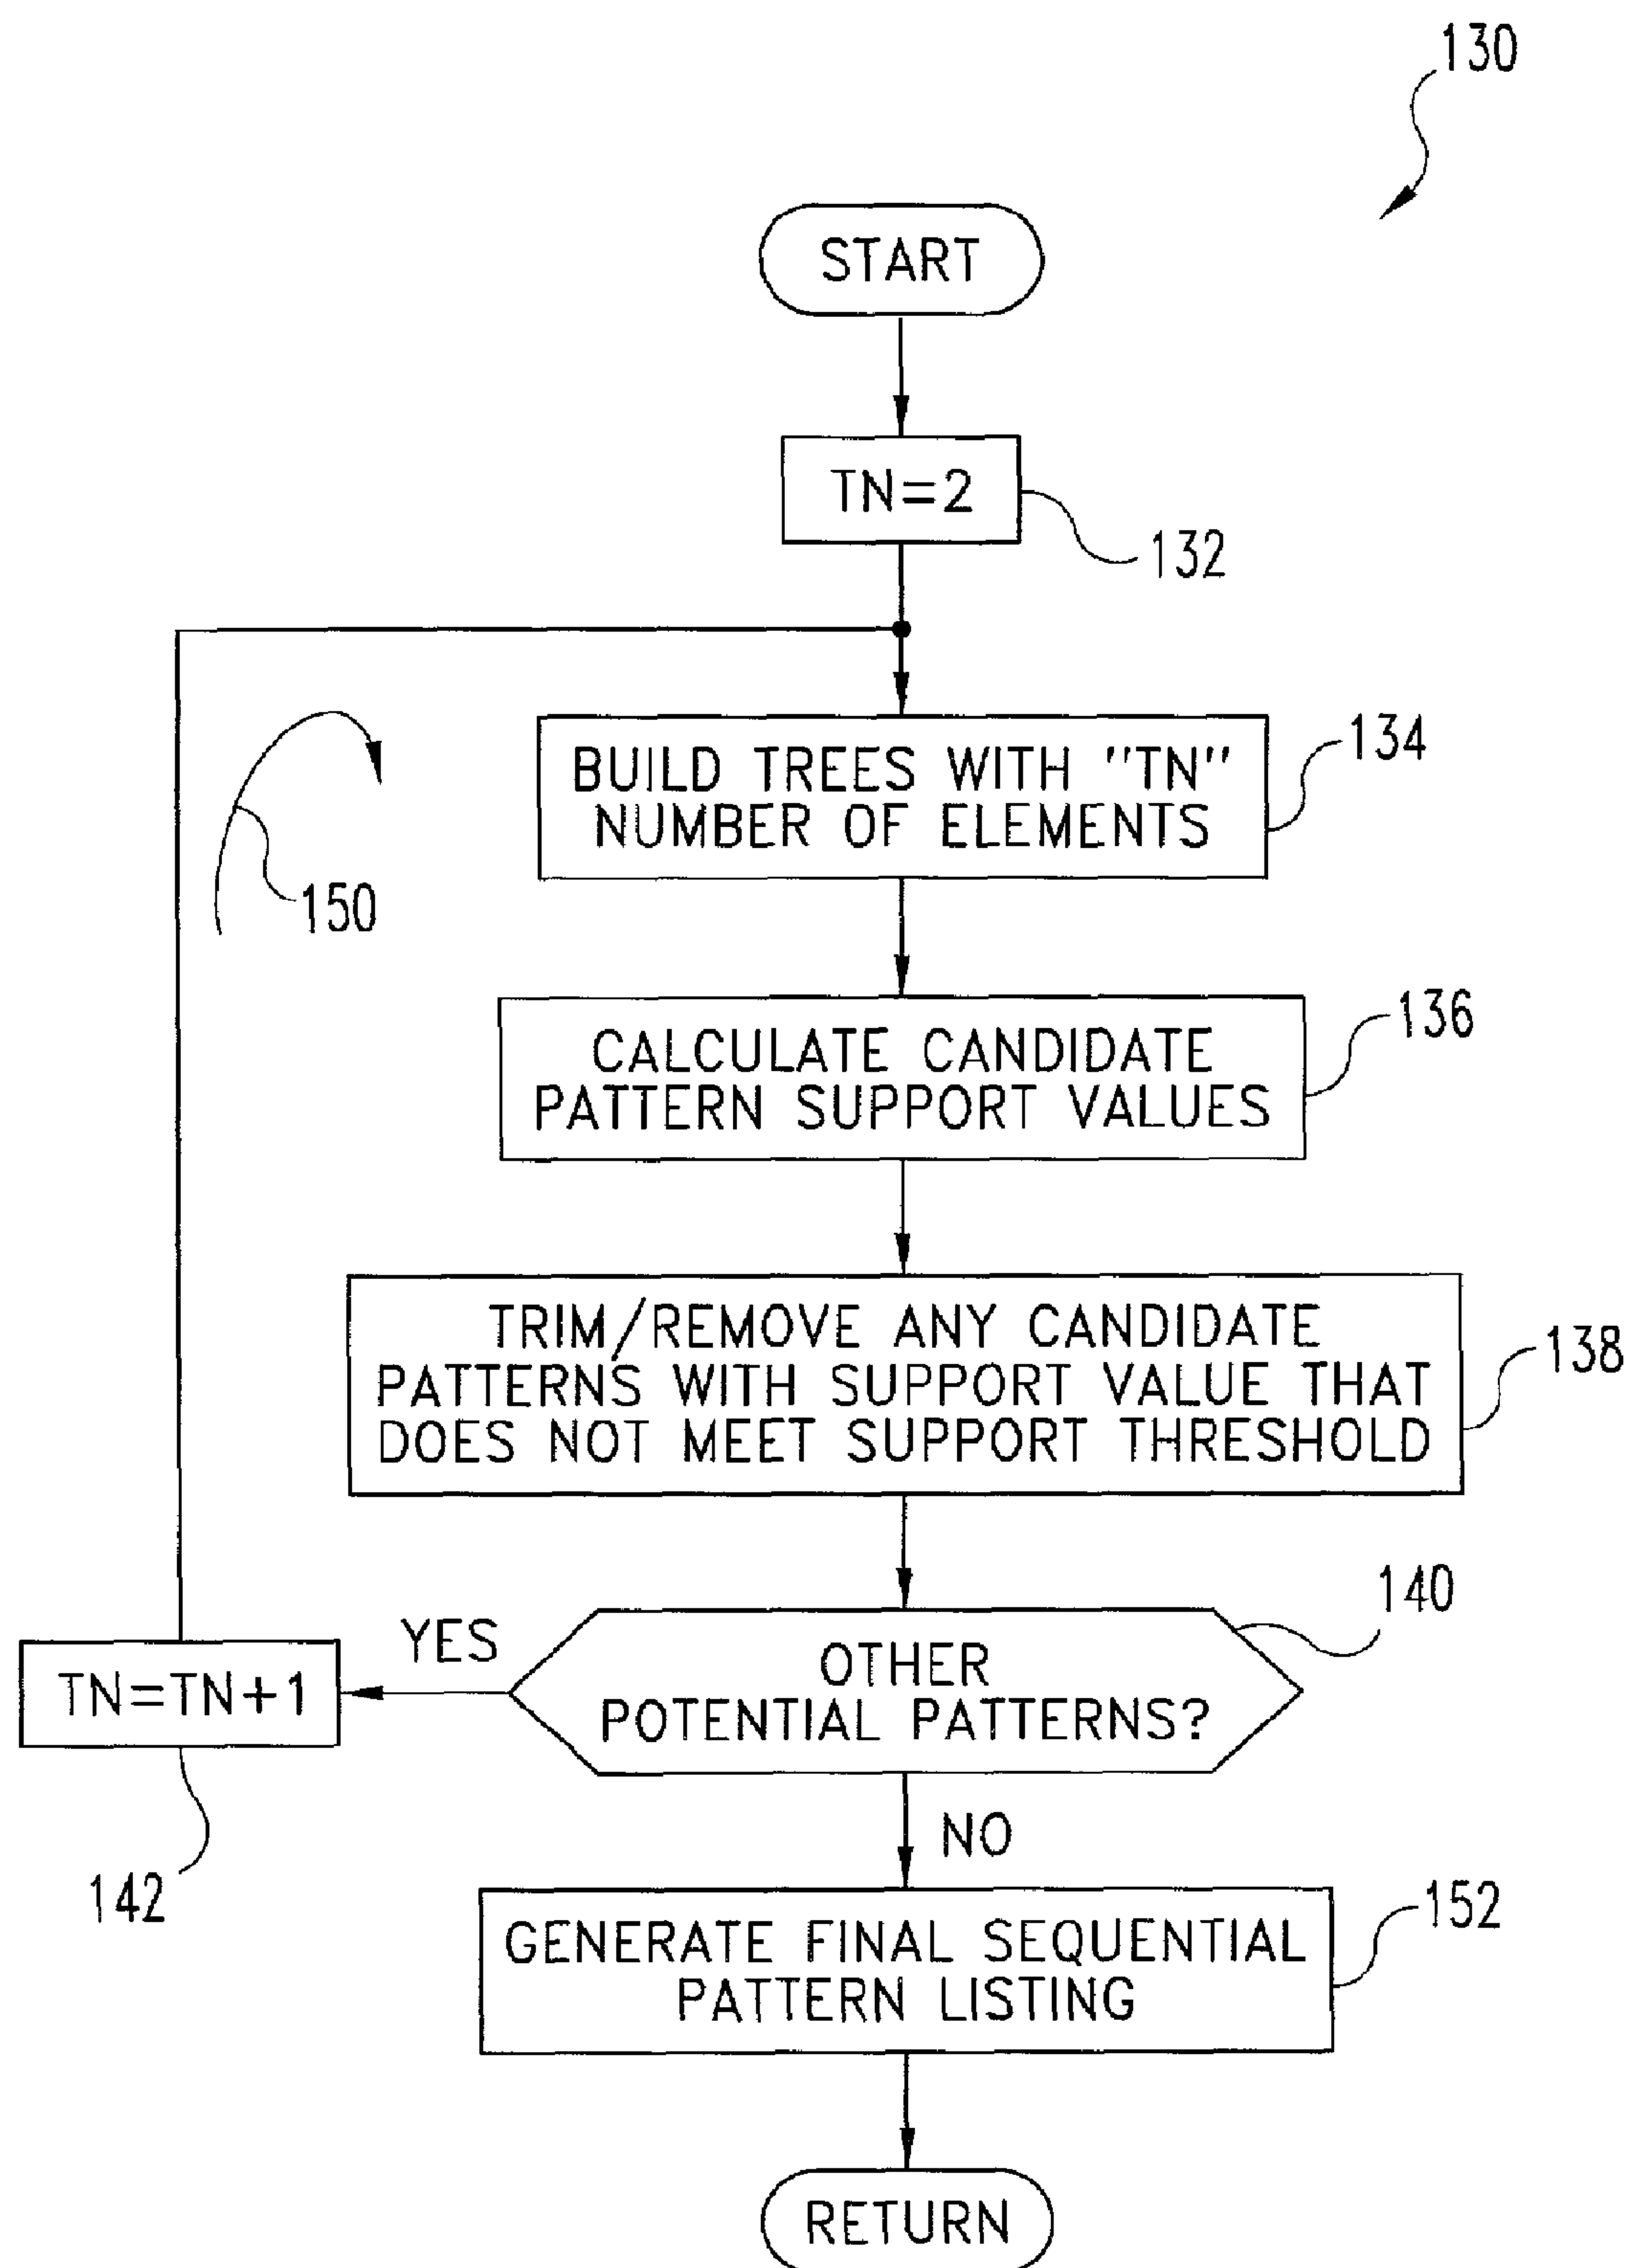 130
START
TN=2
132
BUILD TREES WITH "TN"
NUMBER OF ELEMENTS
134
150
CALCULATE CANDIDATE
PATTERN SUPPORT VALUES
136
TRIM/REMOVE ANY CANDIDATE
PATTERNS WITH SUPPORT VALUE THAT
DOES NOT MEET SUPPORT THRESHOLD
138
140
OTHER
POTENTIAL PATTERNS?
YES
TN=TN+1
142
NO
GENERATE FINAL SEQUENTIAL
PATTERN LISTING
152
RETURN